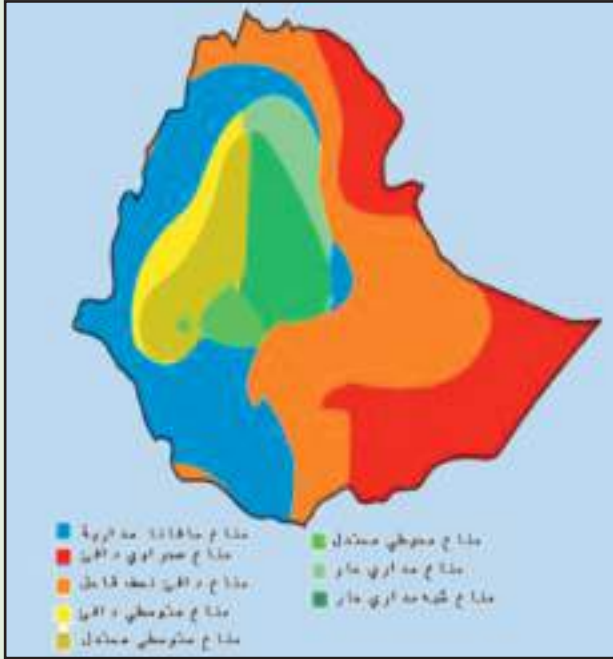 مناخ سافانا مدارية
مناخ صحراوي دافئ
مناخ دافئ نصف قاحل
مناخ متوسطي دافئ
مناخ متوسطي معتدل
مناخ محيطي معتدل
مناخ مداري حار
مناخ شبه مداري حار